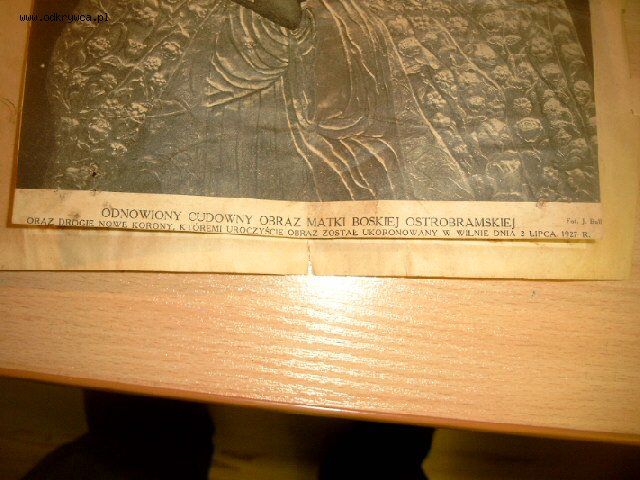 www.odkrywca.pl
ODNOWIONY CUDOWNY OBRAZ MATKI BOSKIEJ OSTROBRAMSKIEJ
ORAZ DROGIE NOWE KORONY, KTÓREMI UROCZYŚCIE OBRAZ ZOSTAŁ UKORONOWANY W WILNIE DNIA 2 LIPCA 1927 R.
Fot. J. Buł